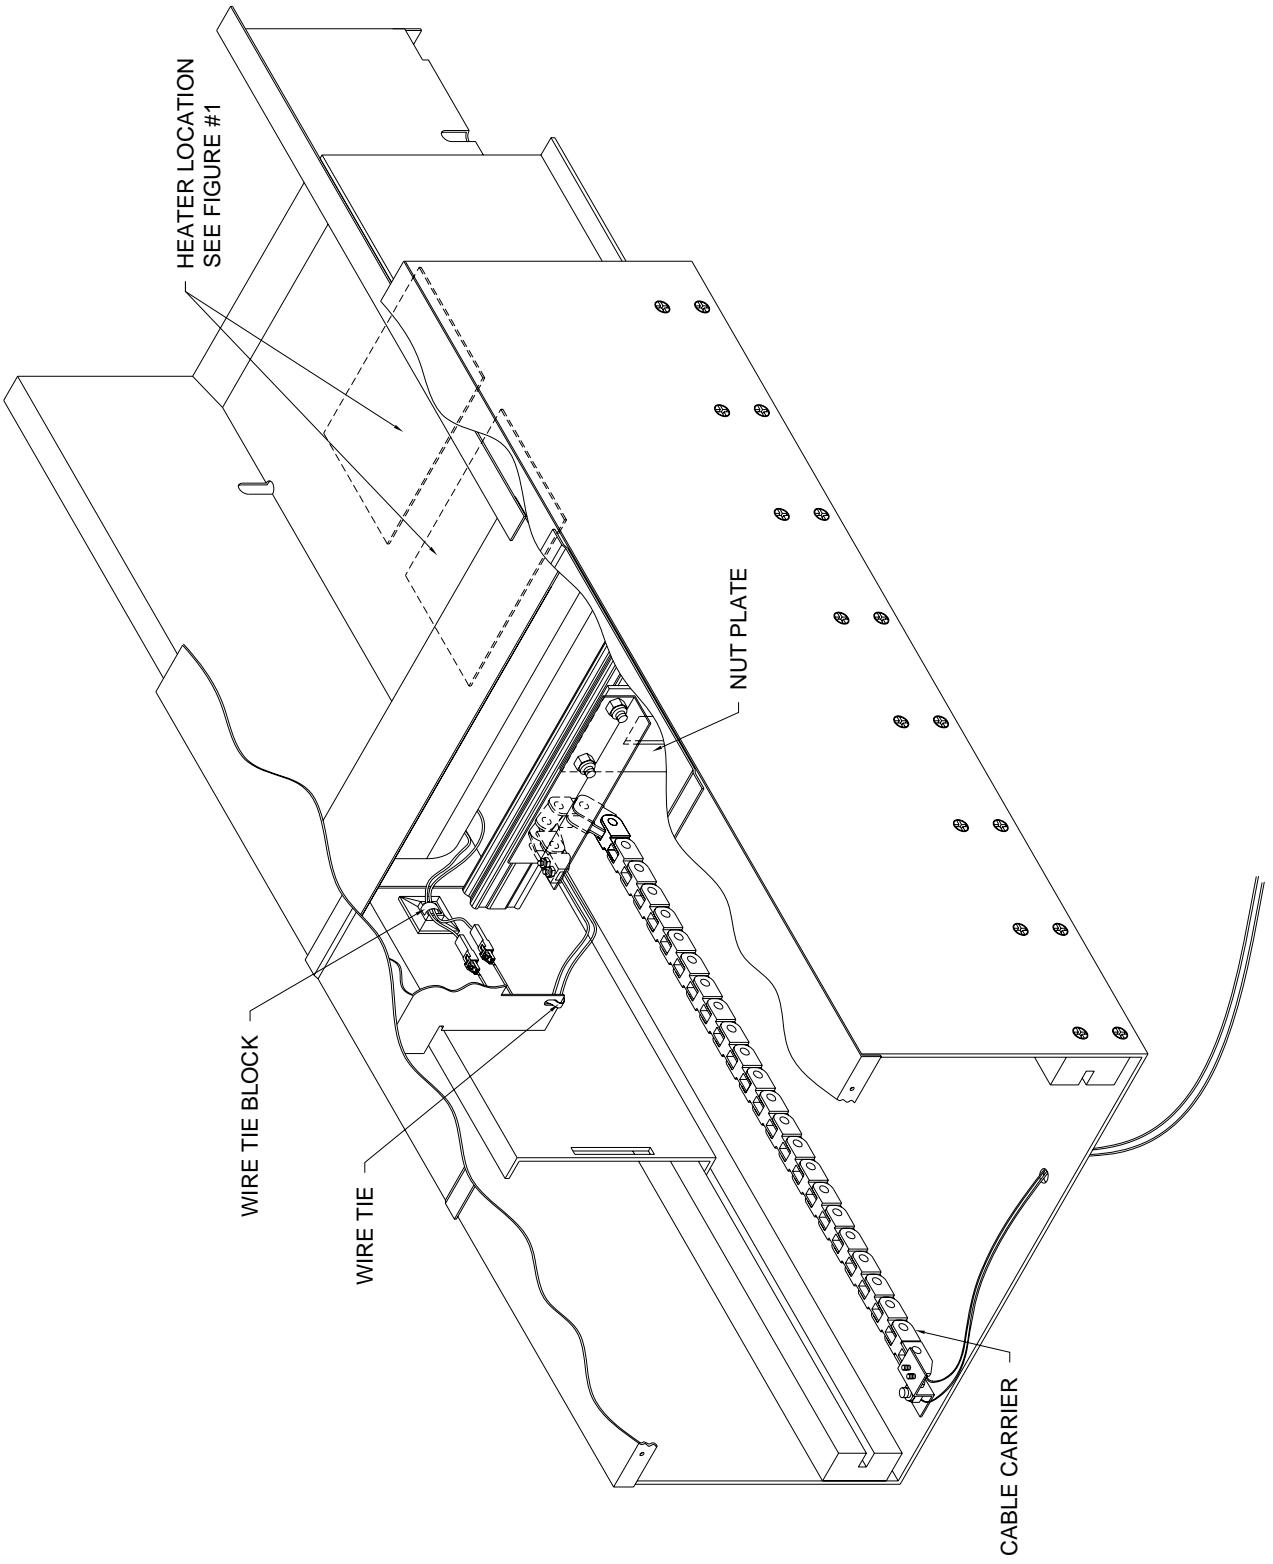 HEATER LOCATION
SEE FIGURE #1
NUT PLATE
WIRE TIE BLOCK
WIRE TIE
CABLE CARRIER